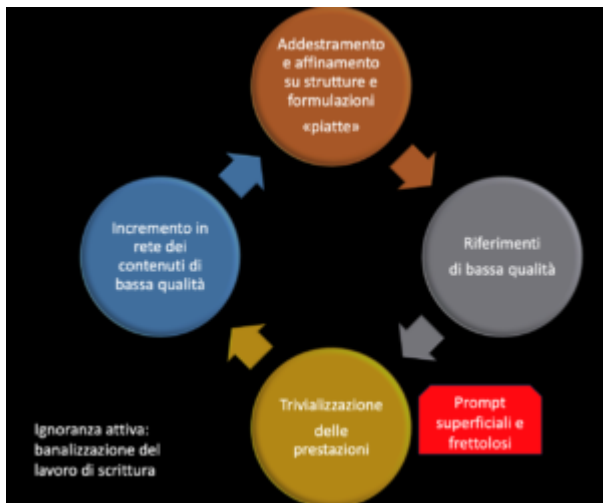 Addestramento
e affinamento
su strutture e
formulazioni
«piatte»
Riferimenti
di bassa qualità
Trivializzazione
delle
prestazioni
Prompt
superficiali e
frettolosi
Incremento in
rete dei
contenuti di
bassa qualità
Ignoranza attiva:
banalizzazione del
lavoro di scrittura